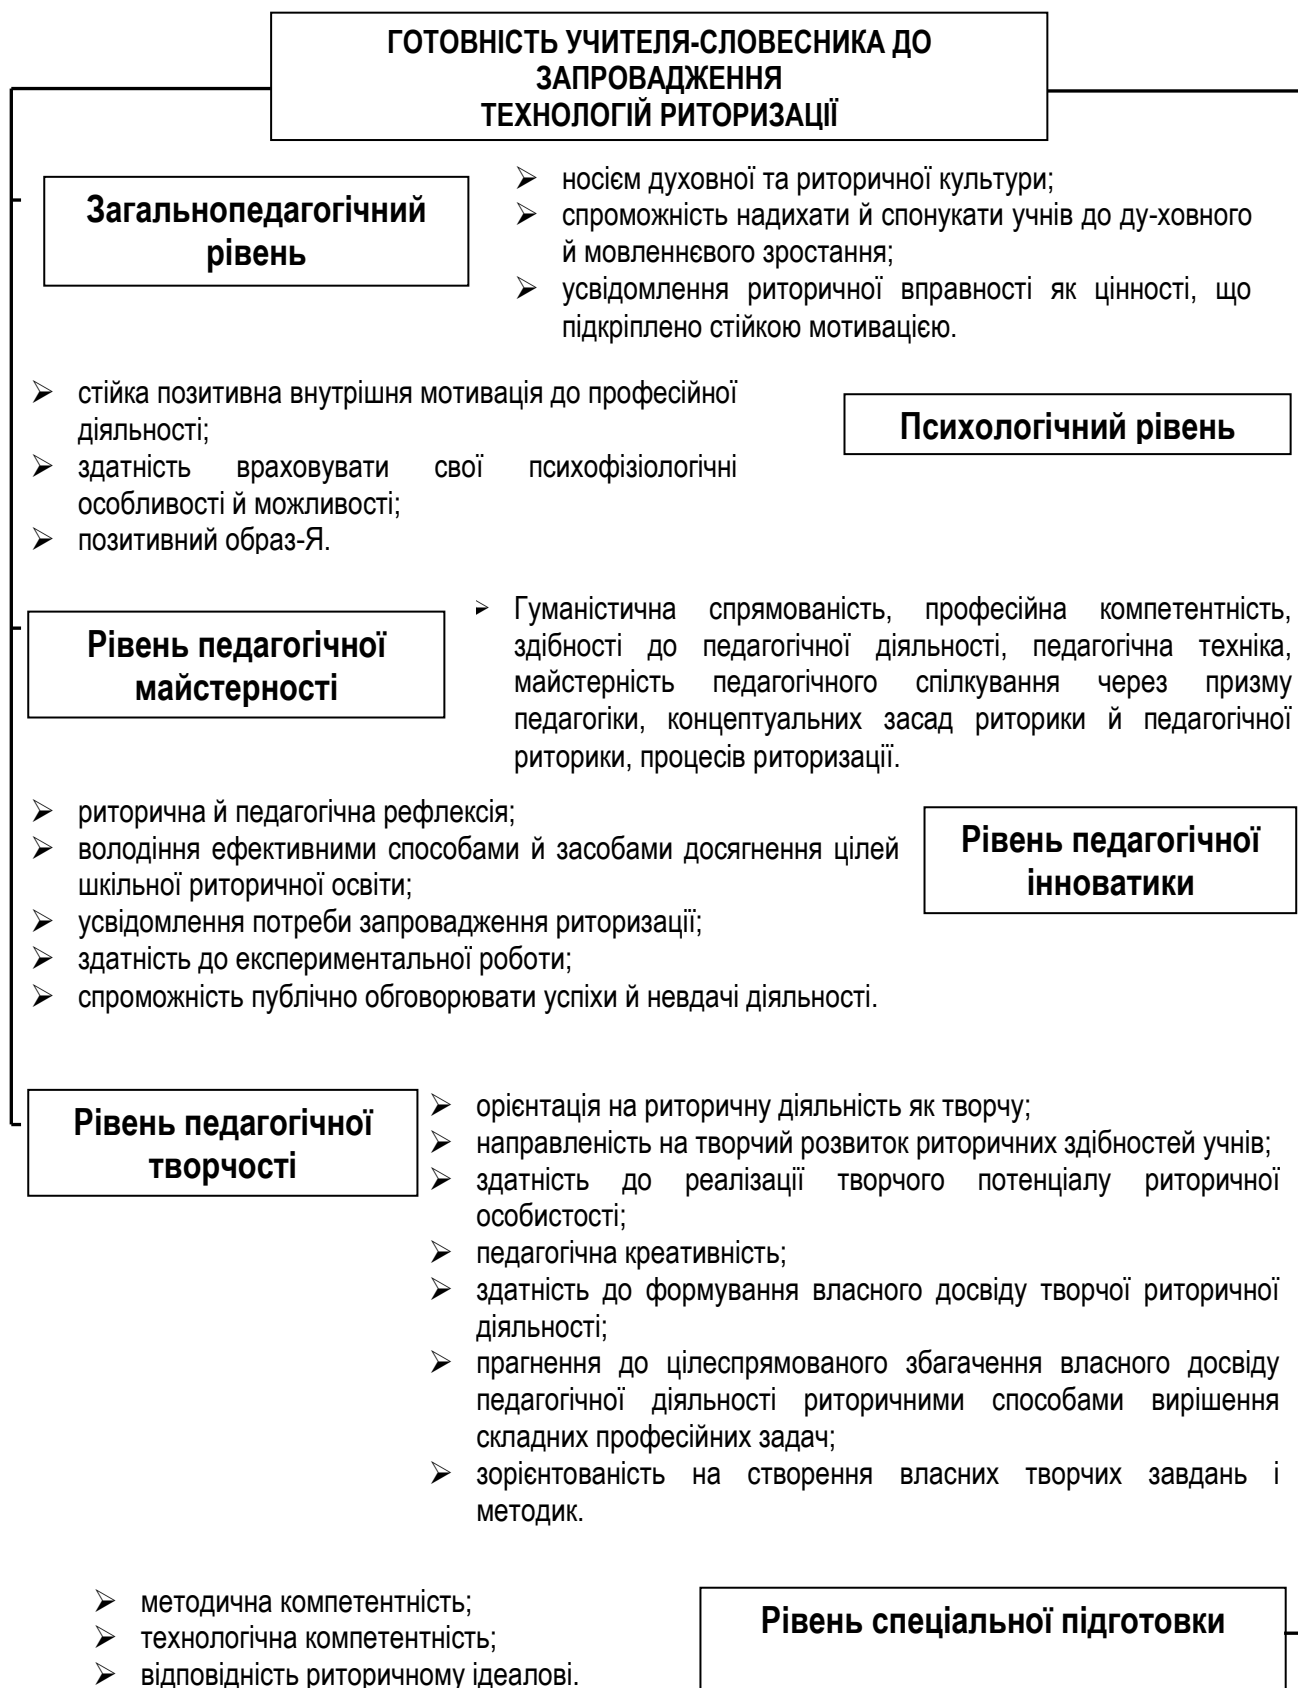 ГОТОВНІСТЬ УЧИТЕЛЯ-СЛОВЕСНИКА ДО
ЗАПРОВАДЖЕННЯ
ТЕХНОЛОГІЙ РИТОРИЗАЦІЇ
Загальнопедагогічний
рівень
➢ носієм духовної та риторичної культури;
➢ спроможність надихати й спонукати учнів до ду-ховного
й мовленнєвого зростання;
➢ усвідомлення риторичної вправності як цінності, що
підкріплено стійкою мотивацією.
➢ стійка позитивна внутрішня мотивація до професійної
діяльності;
➢ здатність враховувати свої психофізіологічні
особливості й можливості;
➢ позитивний образ-Я.
Психологічний рівень
Рівень педагогічної
майстерності
➢ Гуманістична спрямованість, професійна компетентність,
здібності до педагогічної діяльності, педагогічна техніка,
майстерність педагогічного спілкування через призму
педагогіки, концептуальних засад риторики й педагогічної
риторики, процесів риторизації.
➢ риторична й педагогічна рефлексія;
➢ володіння ефективними способами й засобами досягнення цілей
шкільної риторичної освіти;
➢ усвідомлення потреби запровадження риторизації;
➢ здатність до експериментальної роботи;
➢ спроможність публічно обговорювати успіхи й невдачі діяльності.
Рівень педагогічної
інноватики
Рівень педагогічної
творчості
➢ орієнтація на риторичну діяльність як творчу;
➢ направленість на творчий розвиток риторичних здібностей учнів;
➢ здатність до реалізації творчого потенціалу риторичної
особистості;
➢ педагогічна креативність;
➢ здатність до формування власного досвіду творчої риторичної
діяльності;
➢ прагнення до цілеспрямованого збагачення власного досвіду
педагогічної діяльності риторичними способами вирішення
складних професійних задач;
➢ зорієнтованість на створення власних творчих завдань і
методик.
➢ методична компетентність;
➢ технологічна компетентність;
➢ відповідність риторичному ідеалові.
Рівень спеціальної підготовки